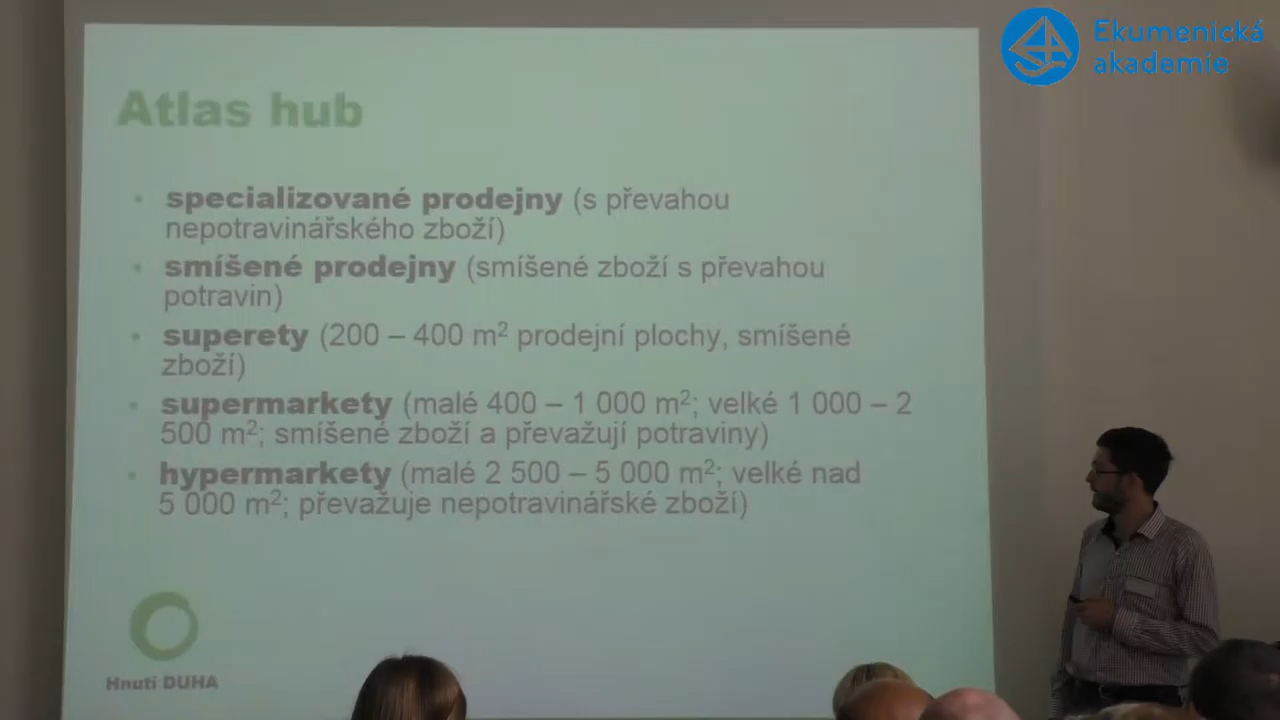 Ekumenická
akademie
Atlas hub
• specializované prodejny (s převahou
nepotravinářského zboží)
• smíšené prodejny (smíšené zboží s převahou
potravin)
• superety (200 – 400 m² prodejní plochy, smíšené
zboží)
• supermarkety (malé 400 – 1 000 m²; velké 1 000 – 2
500 m²; smíšené zboží a převažují potraviny)
• hypermarkety (malé 2 500 – 5 000 m²; velké nad
5 000 m²; převažuje nepotravinářské zboží)
Hnutí DUHA